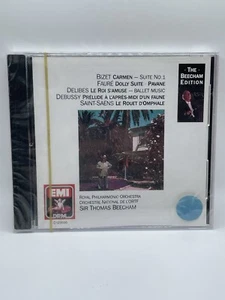 BIZET CARMEN — SUITE NO. 1
FAURÉ DOLLY SUITE · PAVANE
DELIBES LE ROI S'AMUSE — BALLET MUSIC
DEBUSSY PRÉLUDE À L'APRÈS-MIDI D'UN FAUNE
SAINT-SAËNS LE ROUET D'OMPHALE
· THE ·
BEECHAM
EDITION
EMI
ROYAL PHILHARMONIC ORCHESTRA
ORCHESTRE NATIONAL DE L'ORTF
SIR THOMAS BEECHAM